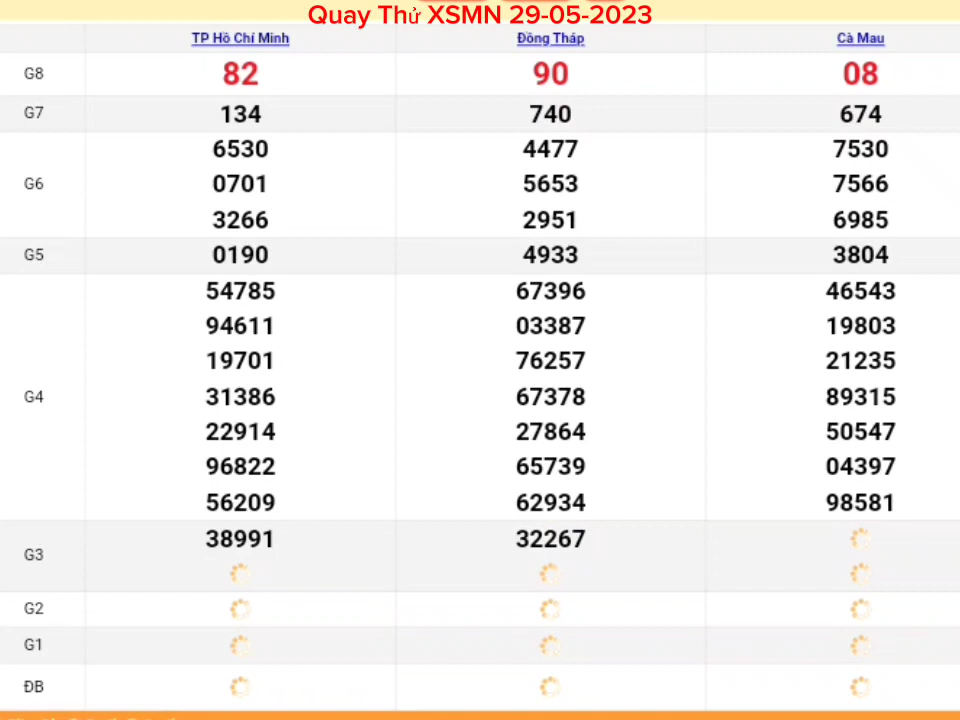 Quay Thử XSMN 29-05-2023
TP Hồ Chí Minh Đồng Tháp Cà Mau
G8 82 90 08
G7 134 740 674
6530 4477 7530
G6 0701 5653 7566
3266 2951 6985
G5 0190 4933 3804
54785 67396 46543
94611 03387 19803
19701 76257 21235
G4 31386 67378 89315
22914 27864 50547
96822 65739 04397
56209 62934 98581
38991 32267
G3
G2
G1
ĐB